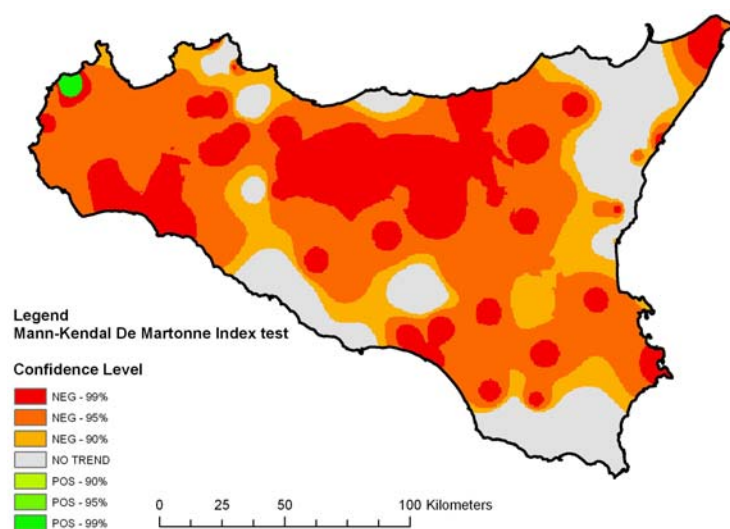 Legend
Mann-Kendal De Martonne Index test
Confidence Level
NEG - 99%
NEG - 95%
NEG - 90%
NO TREND
POS - 90%
POS - 95%
POS - 99%
0 25 50 100 Kilometers